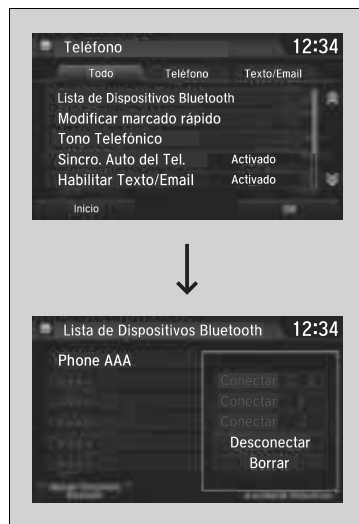 Teléfono 12:34
Todo Teléfono Texto/Email
Lista de Dispositivos Bluetooth
Modificar marcado rápido
Tono Telefónico
Sincro. Auto del Tel. Activado
Habilitar Texto/Email Activado
Inicio
Lista de Dispositivos Bluetooth 12:34
Phone AAA
Conectar
Conectar
Conectar
Desconectar
Borrar